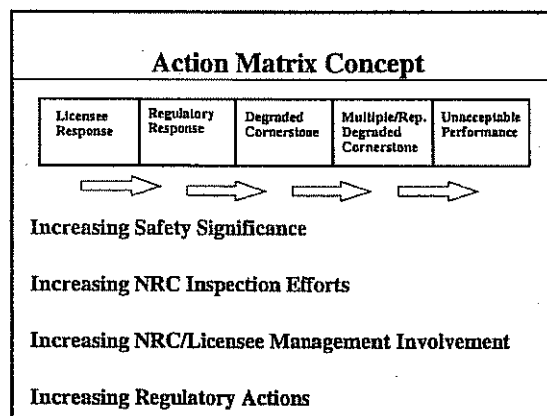 Action Matrix Concept
Licensee
Response
Regulatory
Response
Degraded
Cornerstone
Multiple/Rep.
Degraded
Cornerstone
Unacceptable
Performance
Increasing Safety Significance
Increasing NRC Inspection Efforts
Increasing NRC/Licensee Management Involvement
Increasing Regulatory Actions